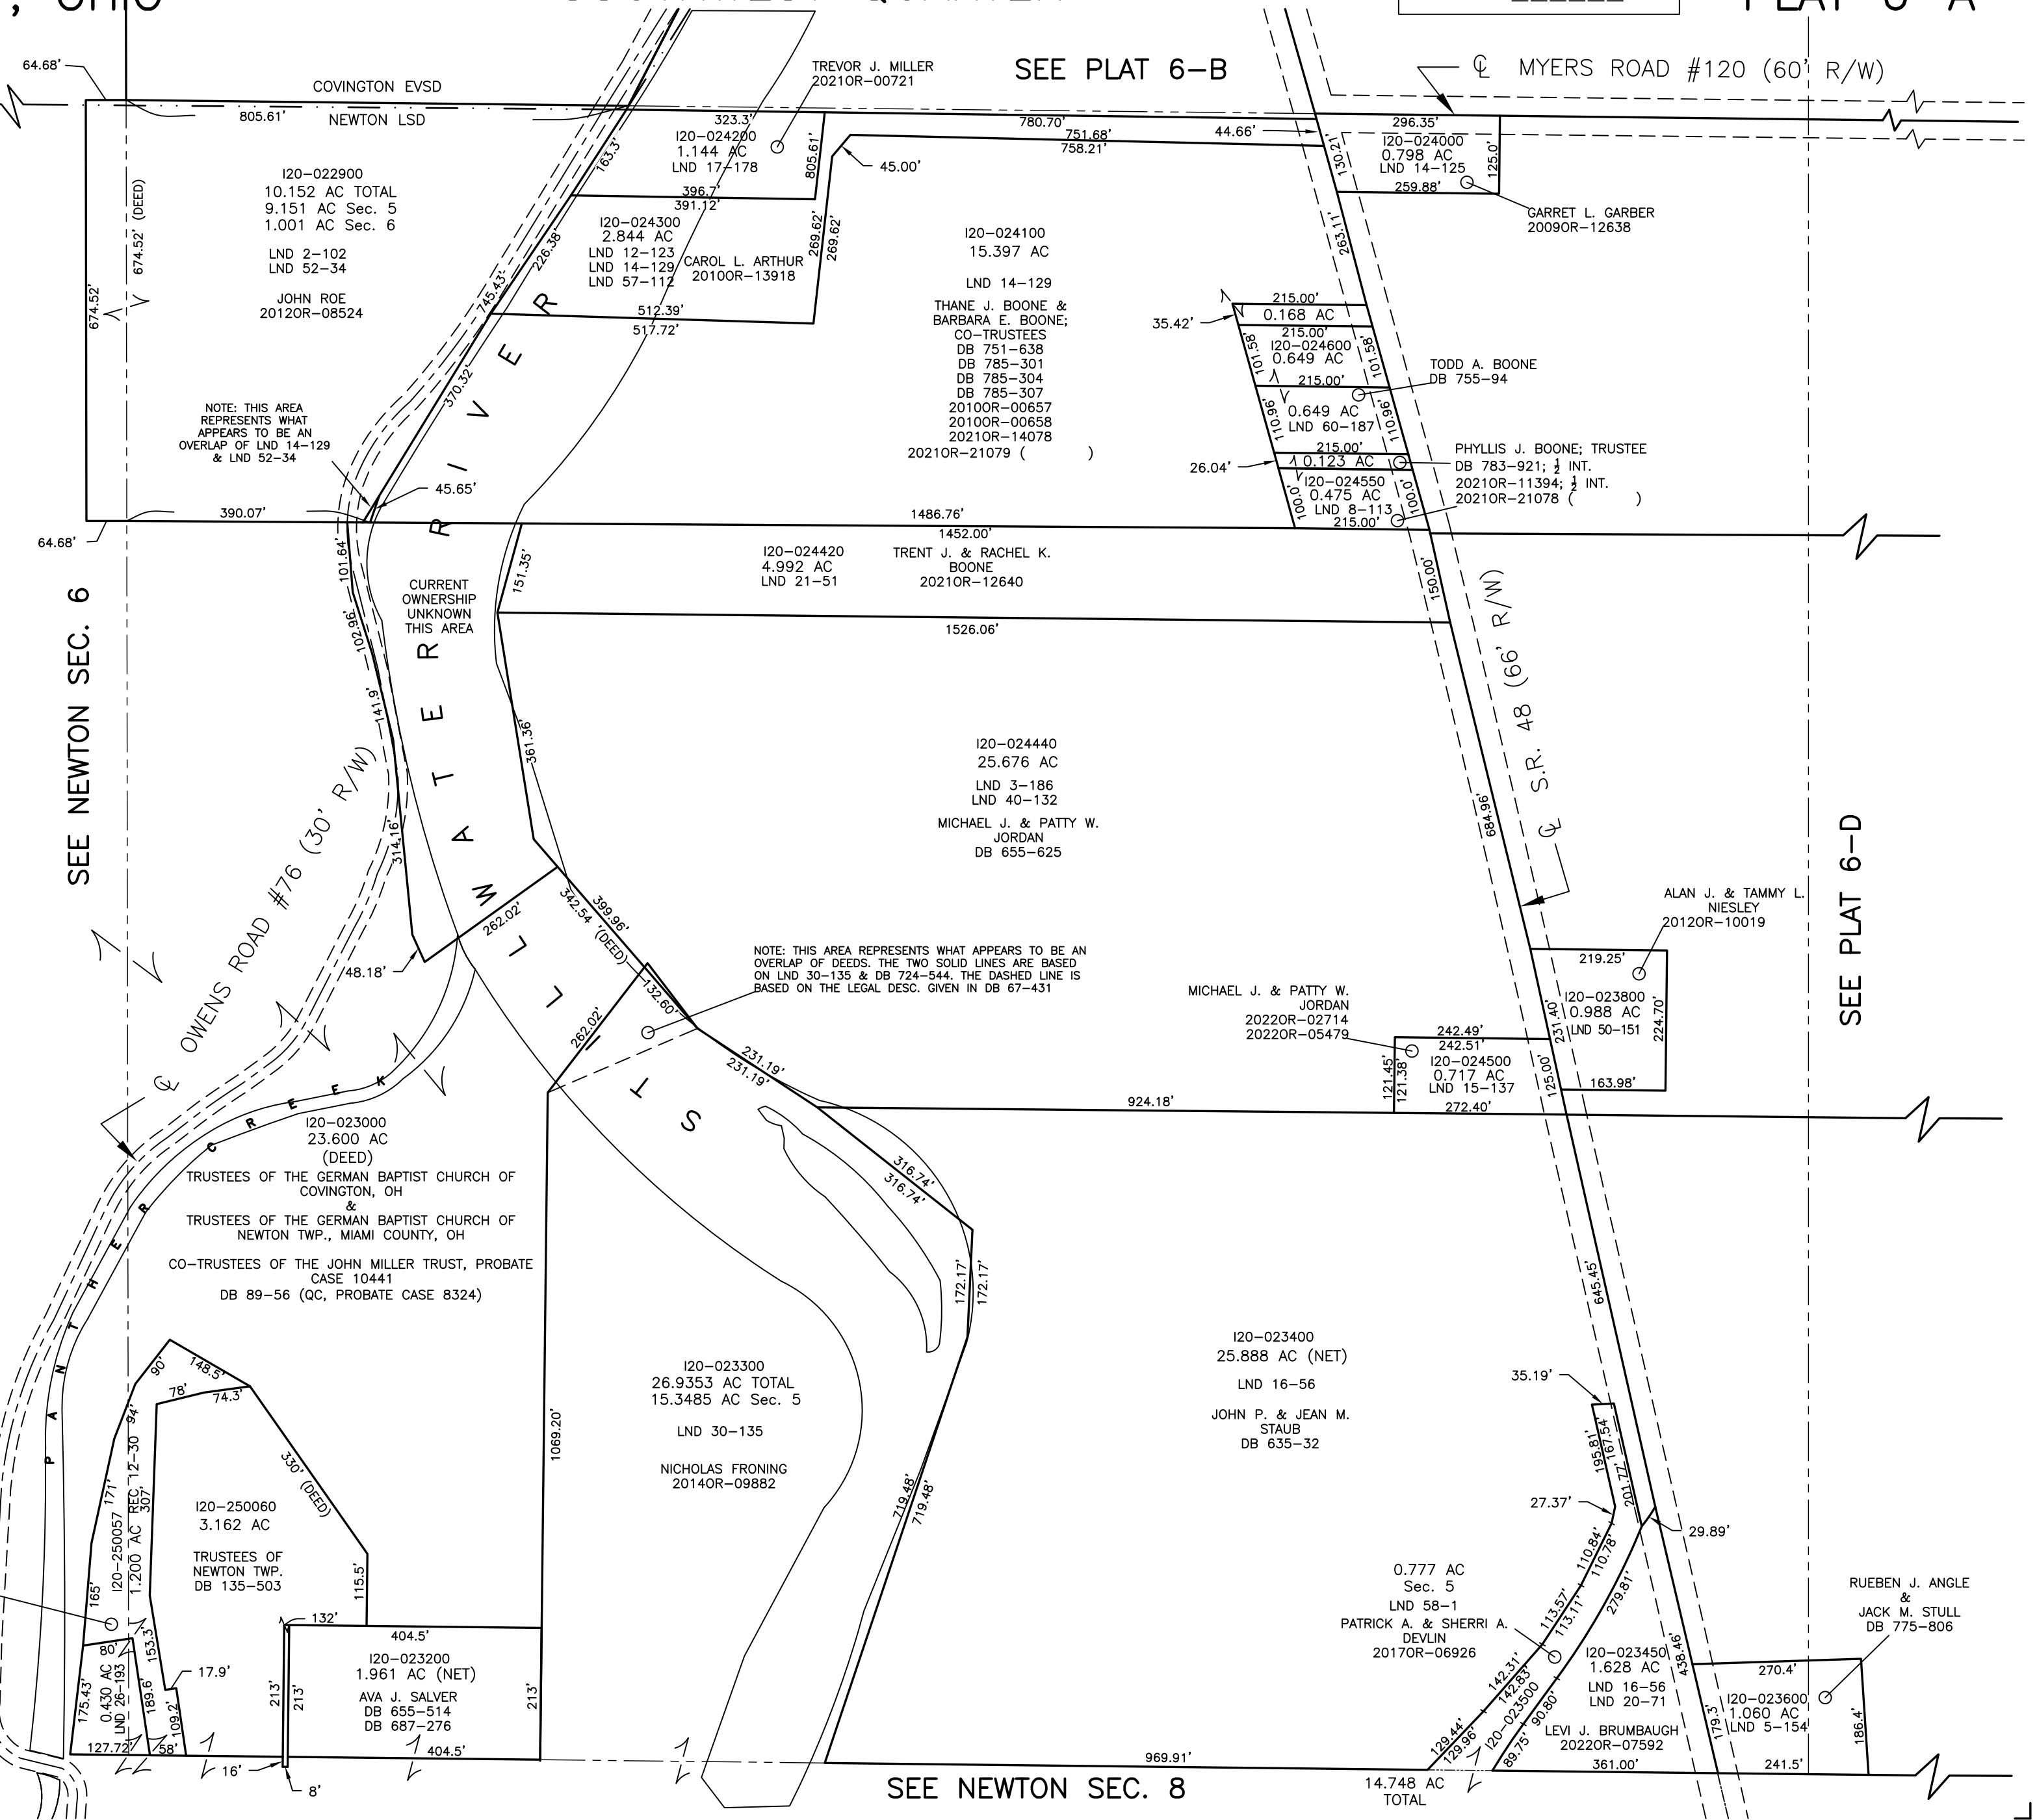 SEE PLAT 6-B
℄ MYERS ROAD #120 (60' R/W)
64.68'
COVINGTON EVSD
805.61'
NEWTON LSD
TREVOR J. MILLER
2021OR-00721
I20-022900
10.152 AC TOTAL
9.151 AC Sec. 5
1.001 AC Sec. 6
LND 2-102
LND 52-34
JOHN ROE
2012OR-08524
674.52'
674.52' (DEED)
390.07'
64.68'
NOTE: THIS AREA
REPRESENTS WHAT
APPEARS TO BE AN
OVERLAP OF LND 14-129
& LND 52-34
45.65'
163.3'
226.38'
745.43'
370.32'
323.3'
I20-024200
1.144 AC
LND 17-178
805.61'
396.7'
391.12'
I20-024300
2.844 AC
LND 12-123
LND 14-129
LND 57-112
CAROL L. ARTHUR
2010OR-13918
512.39'
517.72'
269.62'
269.62'
780.70'
751.68'
758.21'
44.66'
45.00'
I20-024100
15.397 AC
LND 14-129
THANE J. BOONE &
BARBARA E. BOONE;
CO-TRUSTEES
DB 751-638
DB 785-301
DB 785-304
DB 785-307
2010OR-00657
2010OR-00658
2021OR-14078
2021OR-21079 ( )
296.35'
I20-024000
0.798 AC
LND 14-125
259.88'
125.0'
130.21'
263.11'
GARRET L. GARBER
2009OR-12638
215.00'
0.168 AC
35.42'
215.00'
I20-024600
0.649 AC
101.58'
101.58'
215.00'
TODD A. BOONE
DB 755-94
0.649 AC
LND 60-187
110.96'
110.96'
215.00'
0.123 AC
26.04'
PHYLLIS J. BOONE; TRUSTEE
DB 783-921; ½ INT.
2021OR-11394; ½ INT.
2021OR-21078 ( )
I20-024550
0.475 AC
LND 8-113
100.0'
100.0'
215.00'
1486.76'
1452.00'
I20-024420
4.992 AC
LND 21-51
TRENT J. & RACHEL K.
BOONE
2021OR-12640
151.35'
150.00'
1526.06'
CURRENT
OWNERSHIP
UNKNOWN
THIS AREA
101.64'
102.96'
141.9'
314.16'
361.36'
STILLWATER RIVER
SEE NEWTON SEC. 6
℄ OWENS ROAD #76 (30' R/W)
I20-024440
25.676 AC
LND 3-186
LND 40-132
MICHAEL J. & PATTY W.
JORDAN
DB 655-625
℄ S.R. 48 (66' R/W)
684.96'
SEE PLAT 6-D
262.02'
48.18'
399.96'
342.54 '(DEED)
132.60'
262.02'
NOTE: THIS AREA REPRESENTS WHAT APPEARS TO BE AN
OVERLAP OF DEEDS. THE TWO SOLID LINES ARE BASED
ON LND 30-135 & DB 724-544. THE DASHED LINE IS
BASED ON THE LEGAL DESC. GIVEN IN DB 67-431
ALAN J. & TAMMY L.
NIESLEY
2012OR-10019
219.25'
I20-023800
0.988 AC
LND 50-151
224.70'
231.40'
163.98'
MICHAEL J. & PATTY W.
JORDAN
2022OR-02714
2022OR-05479
242.49'
242.51'
I20-024500
0.717 AC
LND 15-137
121.45'
121.38'
125.00'
272.40'
924.18'
231.19'
231.19'
316.74'
316.74'
172.17'
172.17'
719.48'
719.48'
PANTHER CREEK
I20-023000
23.600 AC
(DEED)
TRUSTEES OF THE GERMAN BAPTIST CHURCH OF
COVINGTON, OH
&
TRUSTEES OF THE GERMAN BAPTIST CHURCH OF
NEWTON TWP., MIAMI COUNTY, OH
CO-TRUSTEES OF THE JOHN MILLER TRUST, PROBATE
CASE 10441
DB 89-56 (QC, PROBATE CASE 8324)
1069.20'
I20-023300
26.9353 AC TOTAL
15.3485 AC Sec. 5
LND 30-135
NICHOLAS FRONING
2014OR-09882
I20-023400
25.888 AC (NET)
LND 16-56
JOHN P. & JEAN M.
STAUB
DB 635-32
645.45'
35.19'
195.81'
167.54'
201.77'
27.37'
29.89'
90'
148.5'
78'
74.3'
94'
171'
165'
I20-250057
1.200 AC REC 12-30
307'
330' (DEED)
I20-250060
3.162 AC
TRUSTEES OF
NEWTON TWP.
DB 135-503
115.5'
132'
404.5'
I20-023200
1.961 AC (NET)
AVA J. SALVER
DB 655-514
DB 687-276
213'
213'
213'
404.5'
16'
8'
80'
153.3'
17.9'
175.43'
0.430 AC
LND 26-193
189.6'
109.2'
127.72'
58'
0.777 AC
Sec. 5
LND 58-1
PATRICK A. & SHERRI A.
DEVLIN
2017OR-06926
110.84'
110.78'
113.57'
113.11'
142.31'
142.83'
129.44'
129.96'
I20-023500
279.81'
90.80'
89.75'
I20-023450
1.628 AC
LND 16-56
LND 20-71
LEVI J. BRUMBAUGH
2022OR-07592
361.00'
438.46'
179.3'
RUEBEN J. ANGLE
&
JACK M. STULL
DB 775-806
270.4'
I20-023600
1.060 AC
LND 5-154
186.4'
241.5'
969.91'
14.748 AC
TOTAL
SEE NEWTON SEC. 8